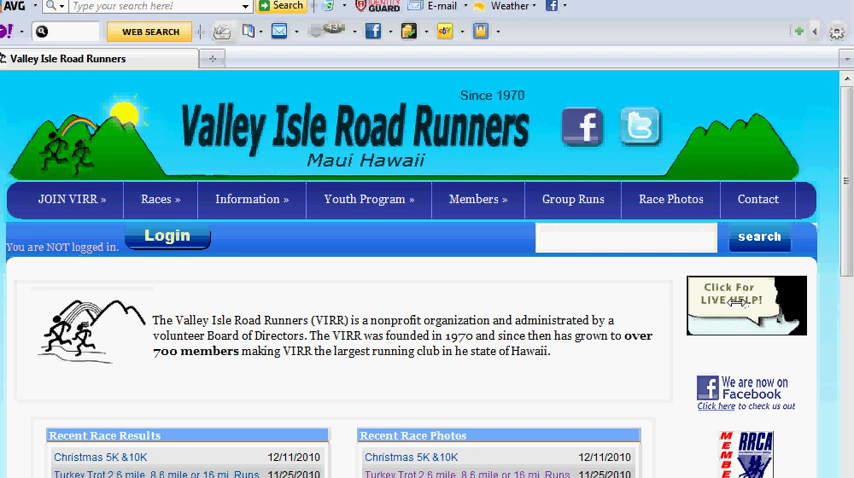 AVG Type your search here! Search IDENTITY GUARD E-mail Weather
WEB SEARCH
Valley Isle Road Runners
Since 1970
Valley Isle Road Runners
Maui Hawaii
JOIN VIRR » Races » Information » Youth Program » Members » Group Runs Race Photos Contact
You are NOT logged in. Login search
Click For
LIVE HELP!
The Valley Isle Road Runners (VIRR) is a nonprofit organization and administrated by a
volunteer Board of Directors. The VIRR was founded in 1970 and since then has grown to over
700 members making VIRR the largest running club in he state of Hawaii.
We are now on
Facebook
Click here to check us out
Recent Race Results
Christmas 5K &10K 12/11/2010
Turkey Trot 2.6 mile, 8.6 mile or 16 mi. Runs 11/25/2010
Recent Race Photos
Christmas 5K &10K 12/11/2010
Turkey Trot 2.6 mile, 8.6 mile or 16 mi. Runs 11/25/2010
RRCA
MEMBE